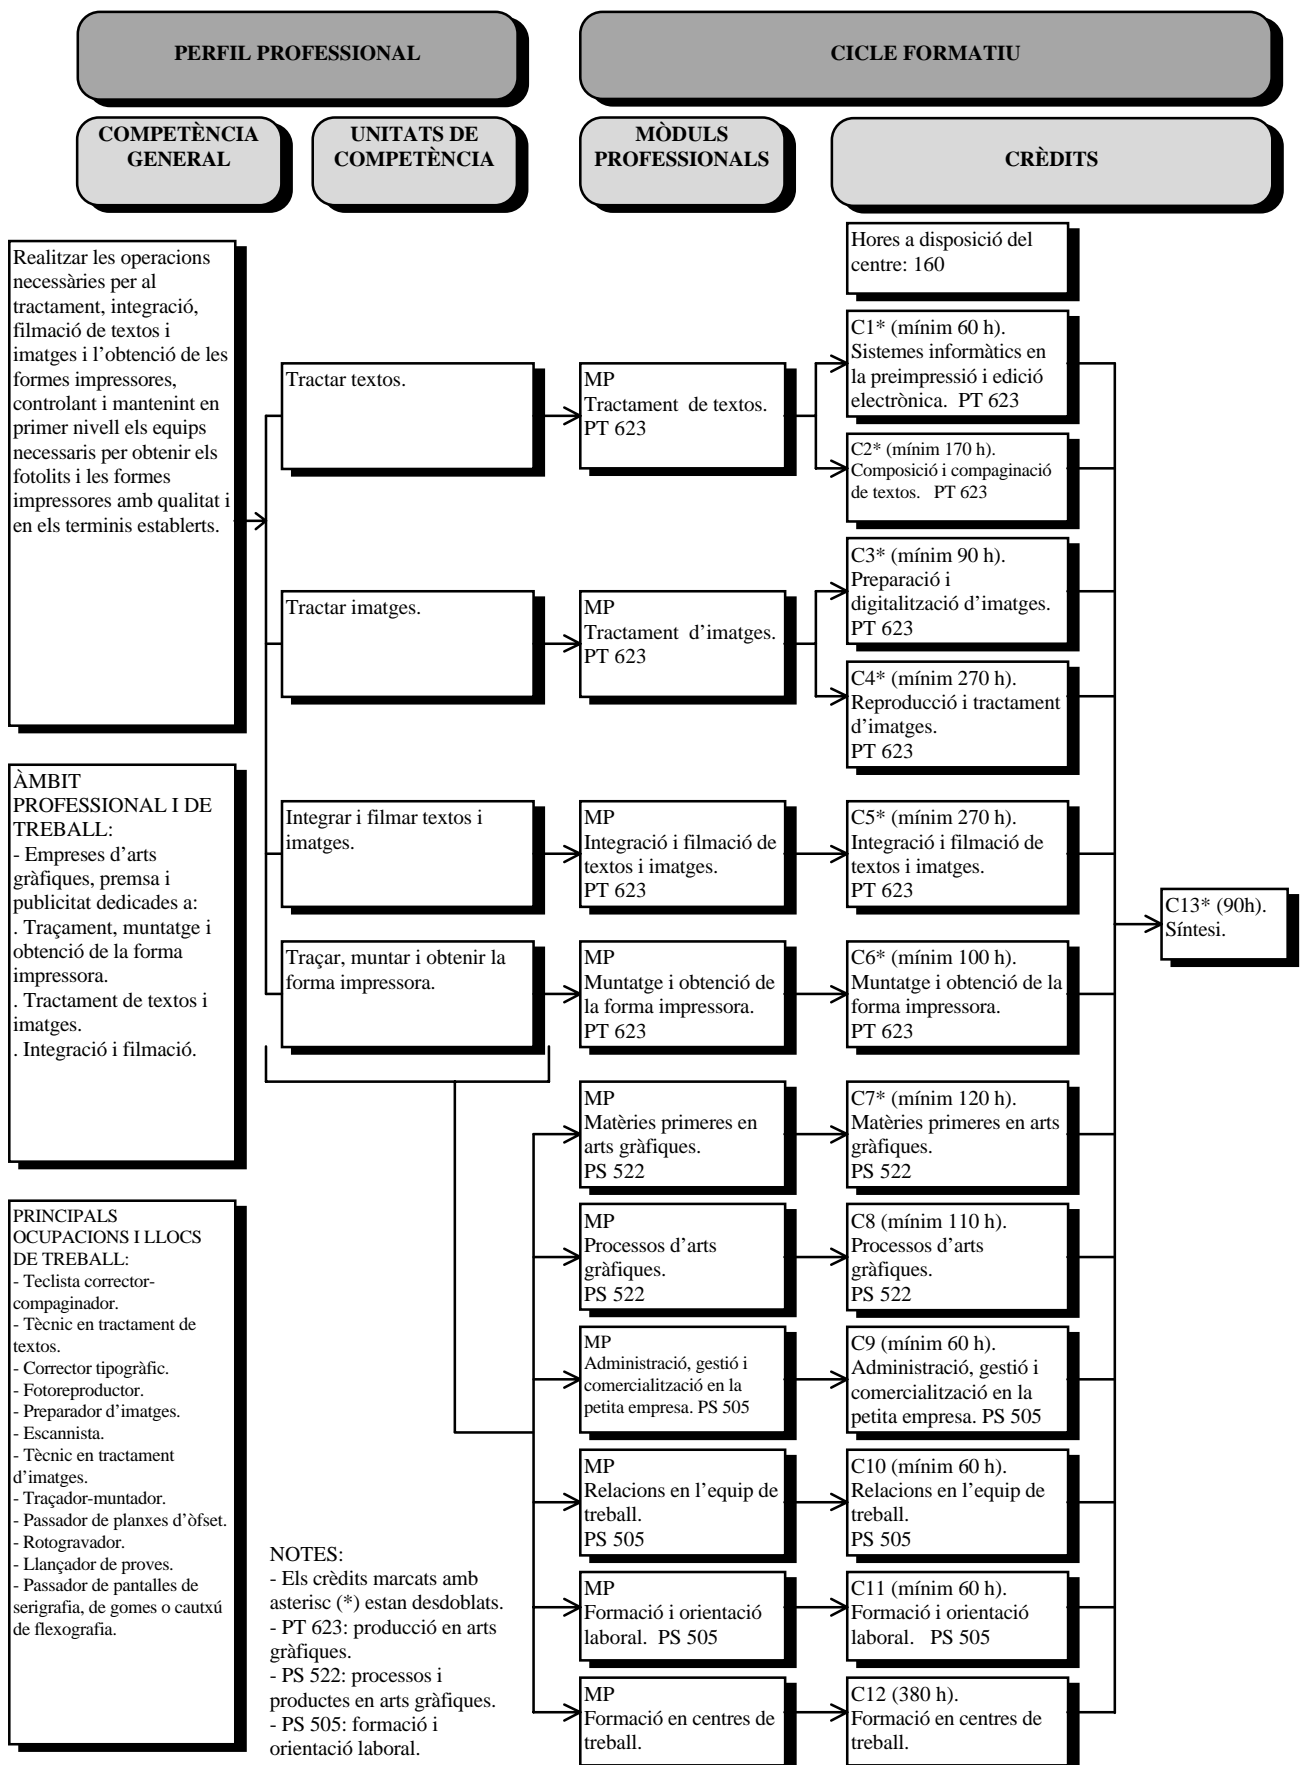 PERFIL PROFESSIONAL
CICLE FORMATIU
COMPETÈNCIA
GENERAL
UNITATS DE
COMPETÈNCIA
MÒDULS
PROFESSIONALS
CRÈDITS
Realitzar les operacions
necessàries per al
tractament, integració,
filmació de textos i
imatges i l’obtenció de les
formes impressores,
controlant i mantenint en
primer nivell els equips
necessaris per obtenir els
fotolits i les formes
impressores amb qualitat i
en els terminis establerts.
ÀMBIT
PROFESSIONAL I DE
TREBALL:
- Empreses d’arts
gràfiques, premsa i
publicitat dedicades a:
. Traçament, muntatge i
obtenció de la forma
impressora.
. Tractament de textos i
imatges.
. Integració i filmació.
PRINCIPALS
OCUPACIONS I LLOCS
DE TREBALL:
- Teclista corrector-
compaginador.
- Tècnic en tractament de
textos.
- Corrector tipogràfic.
- Fotoreproductor.
- Preparador d’imatges.
- Escannista.
- Tècnic en tractament
d’imatges.
- Traçador-muntador.
- Passador de planxes d’òfset.
- Rotogravador.
- Llançador de proves.
- Passador de pantalles de
serigrafia, de gomes o cautxú
de flexografia.
Tractar textos.
Tractar imatges.
Integrar i filmar textos i
imatges.
Traçar, muntar i obtenir la
forma impressora.
NOTES:
- Els crèdits marcats amb
asterisc (*) estan desdoblats.
- PT 623: producció en arts
gràfiques.
- PS 522: processos i
productes en arts gràfiques.
- PS 505: formació i
orientació laboral.
MP
Tractament de textos.
PT 623
MP
Tractament d’imatges.
PT 623
MP
Integració i filmació de
textos i imatges.
PT 623
MP
Muntatge i obtenció de
la forma impressora.
PT 623
MP
Matèries primeres en
arts gràfiques.
PS 522
MP
Processos d’arts
gràfiques.
PS 522
MP
Administració, gestió i
comercialització en la
petita empresa. PS 505
MP
Relacions en l’equip de
treball.
PS 505
MP
Formació i orientació
laboral. PS 505
MP
Formació en centres de
treball.
Hores a disposició del
centre: 160
C1* (mínim 60 h).
Sistemes informàtics en
la preimpressió i edició
electrònica. PT 623
C2* (mínim 170 h).
Composició i compaginació
de textos. PT 623
C3* (mínim 90 h).
Preparació i
digitalització d’imatges.
PT 623
C4* (mínim 270 h).
Reproducció i tractament
d’imatges.
PT 623
C5* (mínim 270 h).
Integració i filmació de
textos i imatges.
PT 623
C6* (mínim 100 h).
Muntatge i obtenció de la
forma impressora.
PT 623
C7* (mínim 120 h).
Matèries primeres en arts
gràfiques.
PS 522
C8 (mínim 110 h).
Processos d’arts
gràfiques.
PS 522
C9 (mínim 60 h).
Administració, gestió i
comercialització en la
petita empresa. PS 505
C10 (mínim 60 h).
Relacions en l’equip de
treball.
PS 505
C11 (mínim 60 h).
Formació i orientació
laboral. PS 505
C12 (380 h).
Formació en centres de
treball.
C13* (90h).
Síntesi.